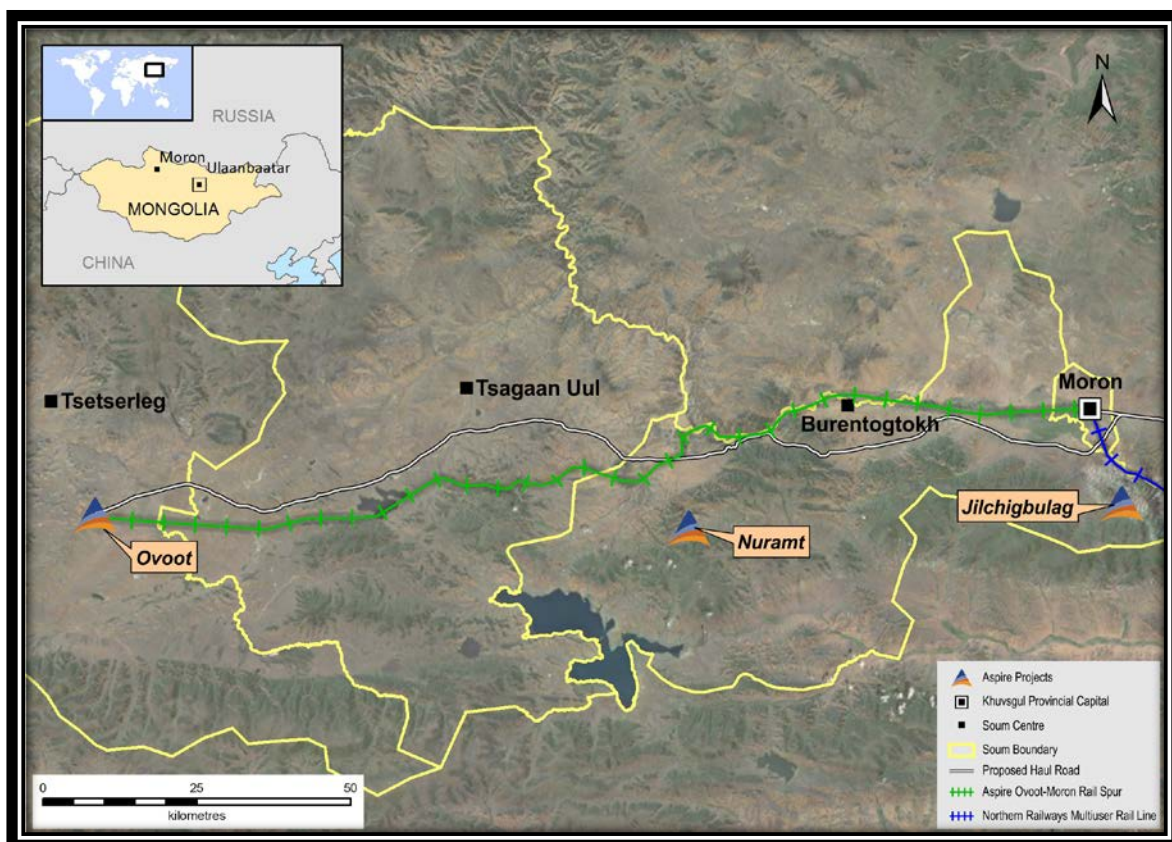 RUSSIA
Moron
Ulaanbaatar
MONGOLIA
CHINA
N
Tsetserleg
Tsagaan Uul
Moron
Burentogtokh
Ovoot
Nuramt
Jilchigbulag
Aspire Projects
Khuvsgul Provincial Capital
Soum Centre
Soum Boundary
Proposed Haul Road
Aspire Ovoot-Moron Rail Spur
Northern Railways Multiuser Rail Line
0 25 50
kilometres